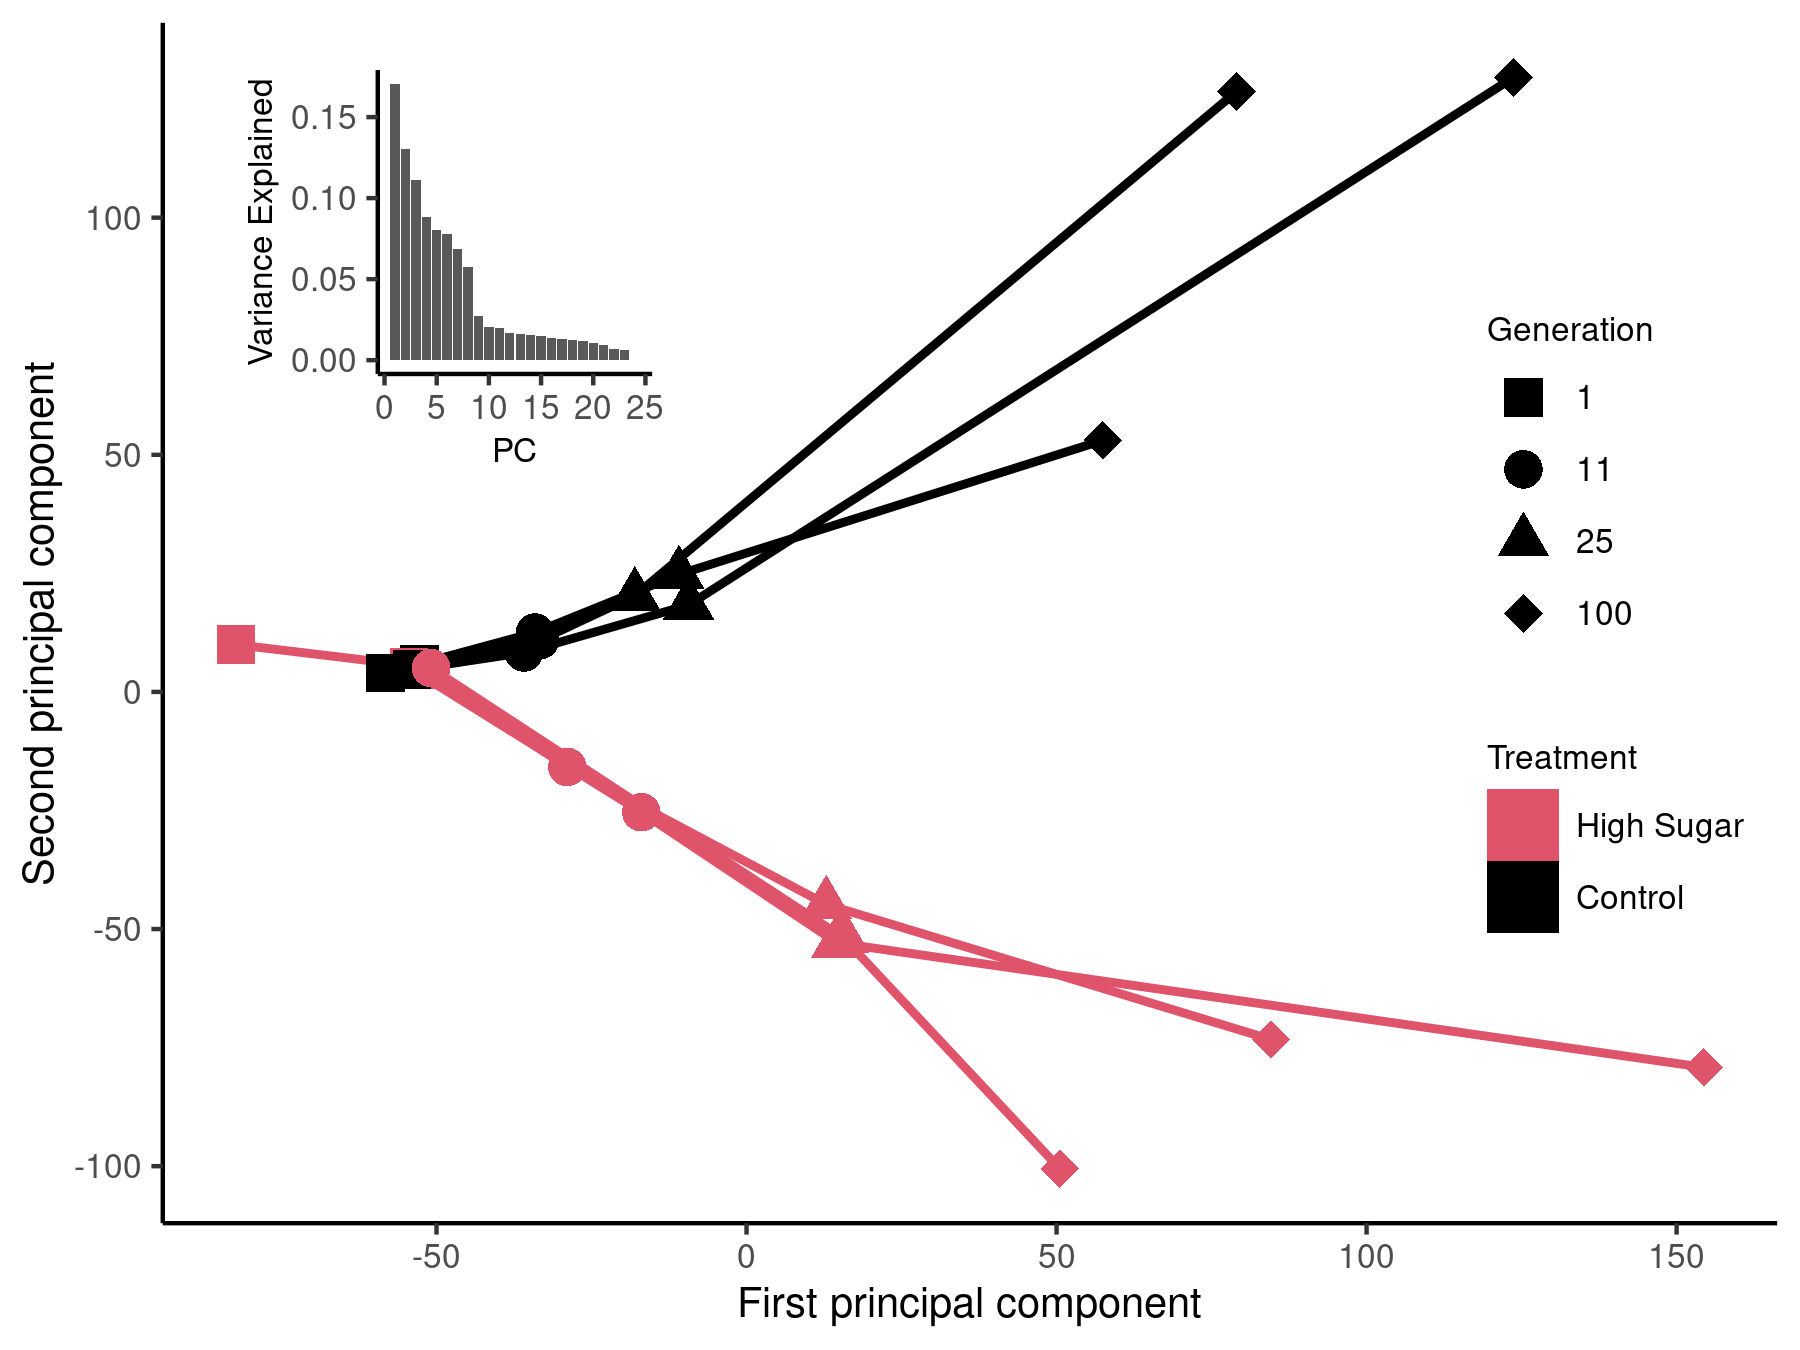 Variance Explained
0.15
0.10
0.05
0.00
0 5 10 15 20 25
PC
Second principal component
100
50
0
-50
-100
-50 0 50 100 150
First principal component
Generation
1
11
25
100
Treatment
High Sugar
Control